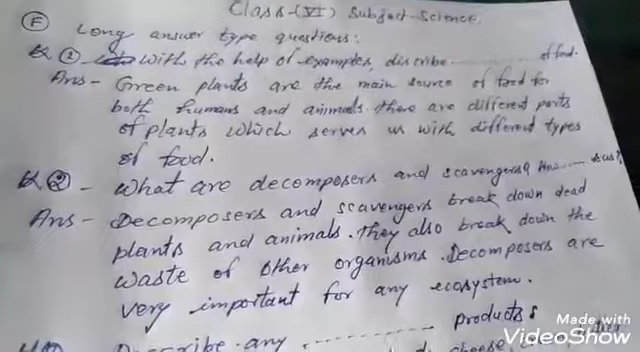 Class-(VI) Subject-Science.
(F) Long answer type questions:
Q (1) - With the help of examples, discribe .......... of food.
Ans - Green plants are the main source of food for
both humans and animals. there are different parts
of plants which serves us with different types
of food.
Q (2) - What are decomposers and scavengers?
Ans - Decomposers and scavengers break down dead
plants and animals. they also break down the
waste of other organisms. Decomposers are
very important for any ecosystem.
any .......... products
Made with
VideoShow